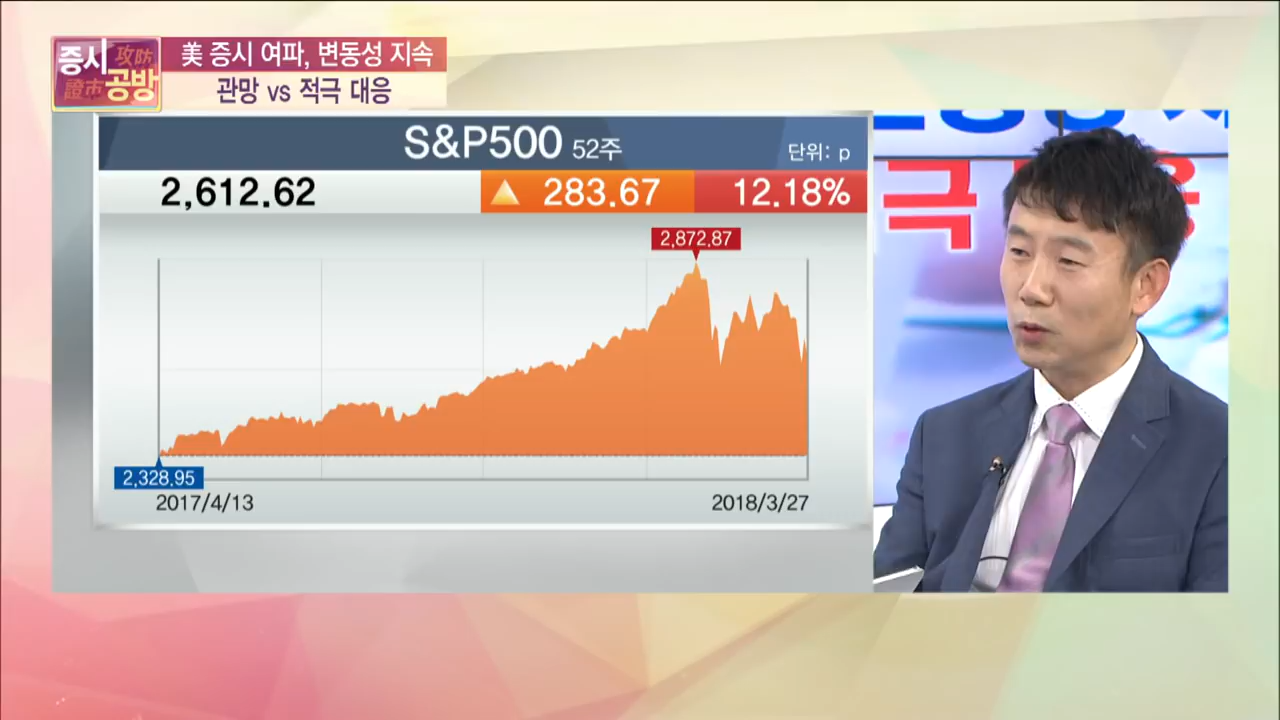 증시 攻防
證市 공방
美 증시 여파, 변동성 지속
관망 vs 적극 대응
S&P500 52주
단위: p
2,612.62 ▲ 283.67 12.18%
2,872.87
2,328.95
2017/4/13
2018/3/27
극